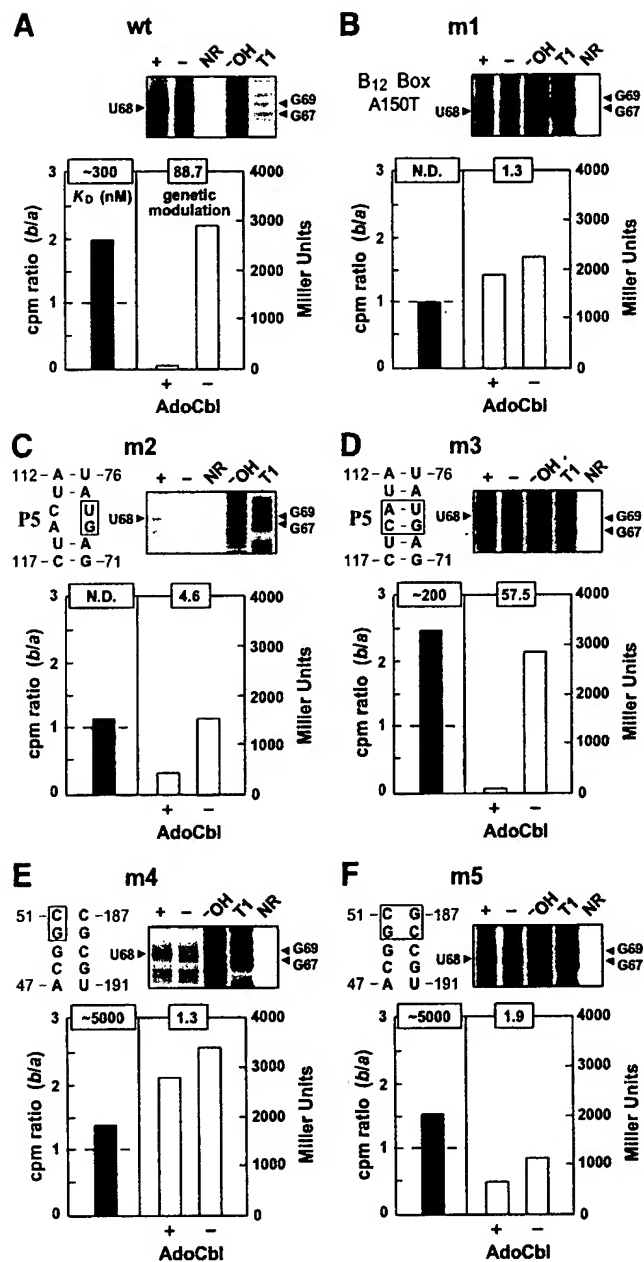 A wt
+ − NR −OH T1
U68 G69
G67
~300 88.7
K_D (nM) genetic modulation
cpm ratio (b/a)
3
2
1
0
4000
3000
2000
1000
0
Miller Units
+ −
AdoCbl
B m1
B12 Box
A150T
+ − −OH T1 NR
U68 G69
G67
N.D. 1.3
cpm ratio (b/a)
3
2
1
0
4000
3000
2000
1000
0
Miller Units
+ −
AdoCbl
C m2
112 – A U – 76
U - A
C U
P5
A G
U - A
117 – C - G – 71
+ − NR −OH T1
U68 G69
G67
N.D. 4.6
cpm ratio (b/a)
3
2
1
0
4000
3000
2000
1000
0
Miller Units
+ −
AdoCbl
D m3
112 – A - U – 76
U - A
A - U
P5
C - G
U - A
117 – C - G – 71
+ − −OH T1 NR
U68 G69
G67
~200 57.5
cpm ratio (b/a)
3
2
1
0
4000
3000
2000
1000
0
Miller Units
+ −
AdoCbl
E m4
51 – C C – 187
G G
G C
C G
47 – A U – 191
+ − −OH T1 NR
U68 G69
G67
~5000 1.3
cpm ratio (b/a)
3
2
1
0
4000
3000
2000
1000
0
Miller Units
+ −
AdoCbl
F m5
51 – C G – 187
G C
G C
C G
47 – A U – 191
+ − −OH T1 NR
U68 G69
G67
~5000 1.9
cpm ratio (b/a)
3
2
1
0
4000
3000
2000
1000
0
Miller Units
+ −
AdoCbl